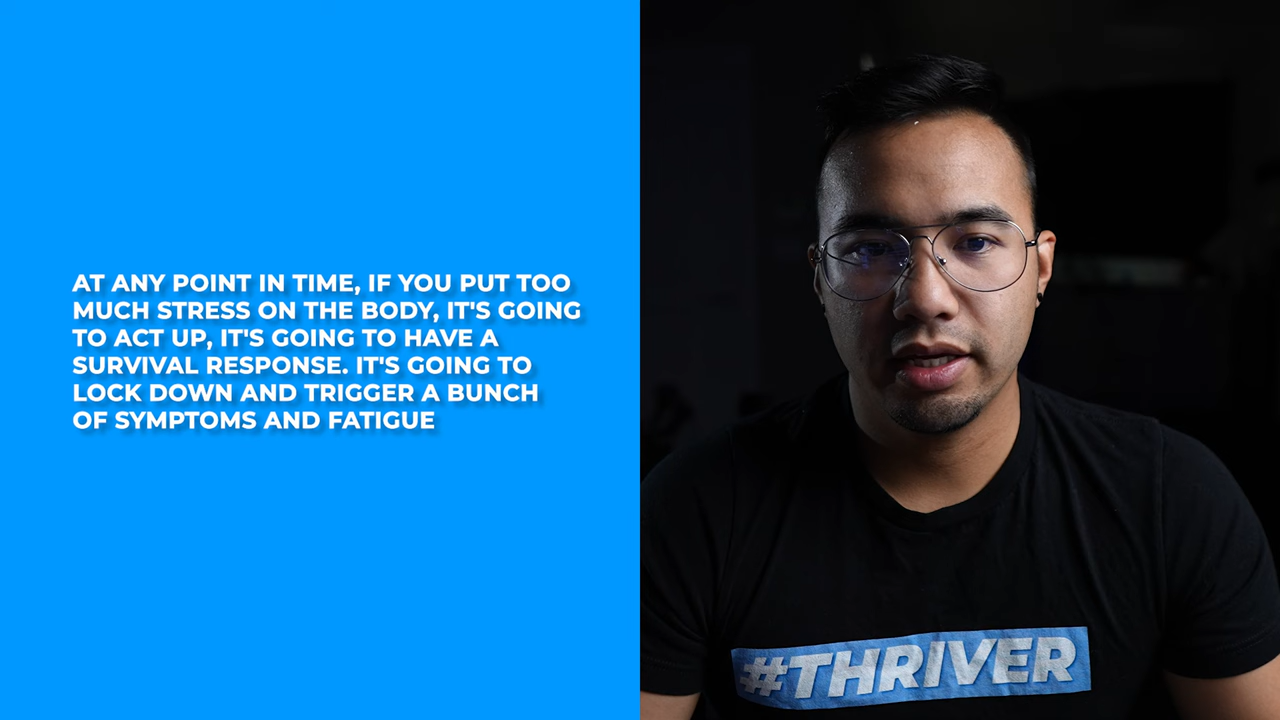 AT ANY POINT IN TIME, IF YOU PUT TOO
MUCH STRESS ON THE BODY, IT'S GOING
TO ACT UP, IT'S GOING TO HAVE A
SURVIVAL RESPONSE. IT'S GOING TO
LOCK DOWN AND TRIGGER A BUNCH
OF SYMPTOMS AND FATIGUE
#THRIVER